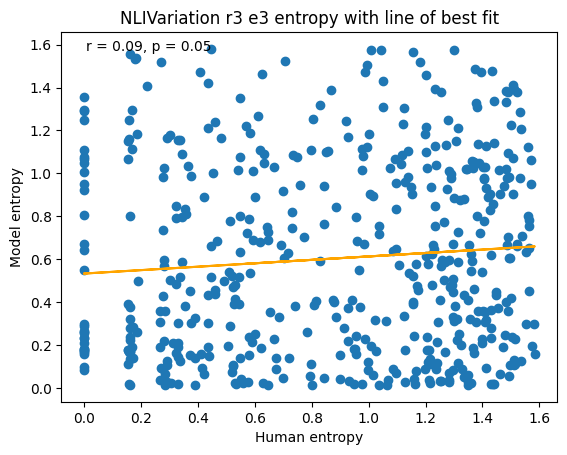 NLIVariation r3 e3 entropy with line of best fit
r = 0.09, p = 0.05
Model entropy
1.6
1.4
1.2
1.0
0.8
0.6
0.4
0.2
0.0
0.0 0.2 0.4 0.6 0.8 1.0 1.2 1.4 1.6
Human entropy